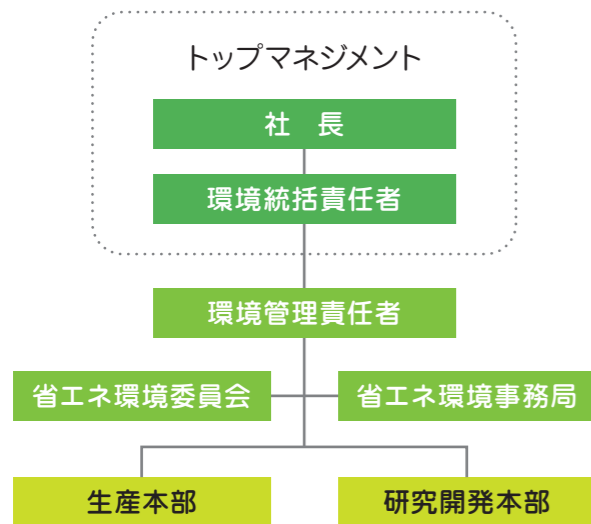 トップマネジメント
社　長
環境統括責任者
環境管理責任者
省エネ環境委員会
省エネ環境事務局
生産本部
研究開発本部